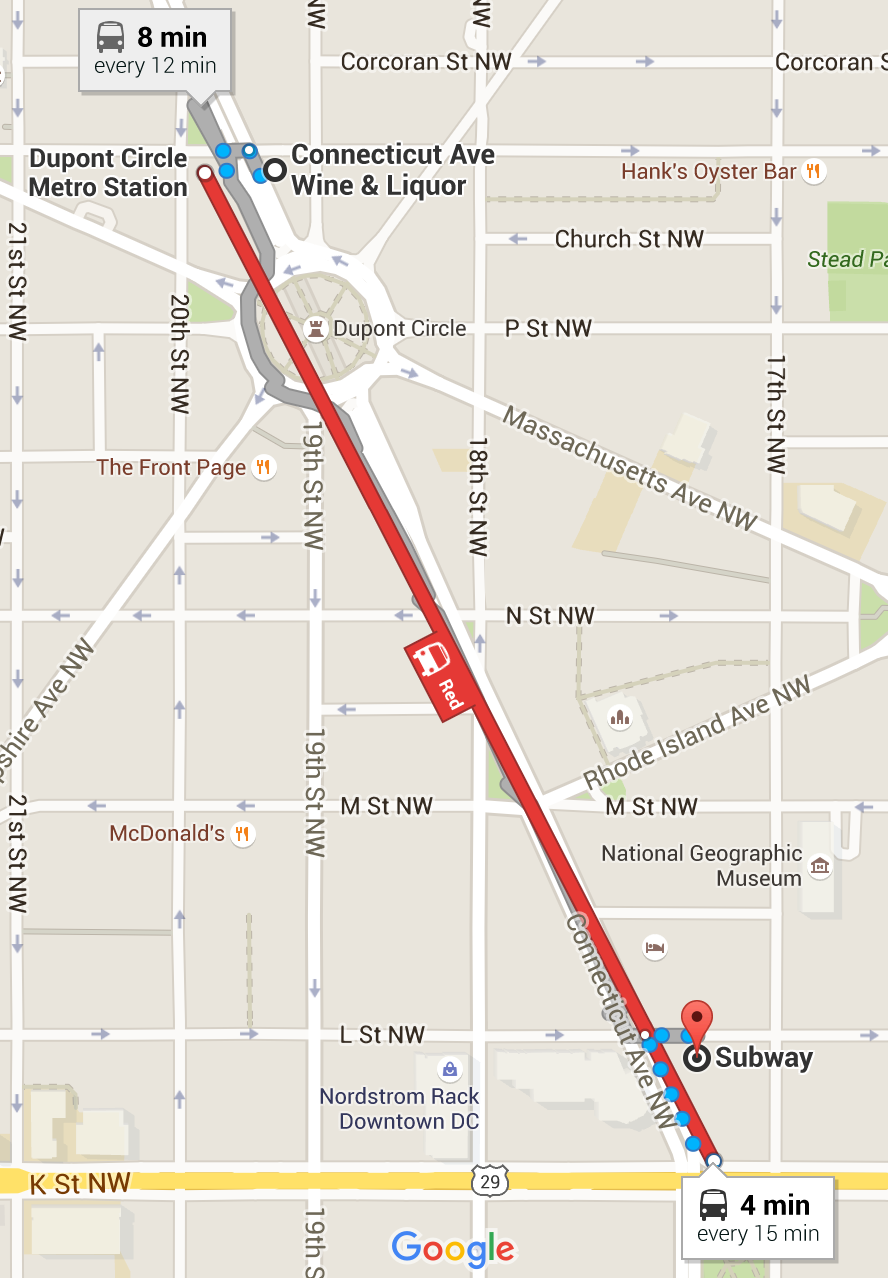 8 min
every 12 min
NW
NW
Corcoran St NW
Corcoran S
Dupont Circle
Metro Station
Connecticut Ave
Wine & Liquor
Hank's Oyster Bar
21st St NW
20th St NW
Church St NW
Stead Pa
Dupont Circle
P St NW
17th St NW
Massachusetts Ave NW
The Front Page
19th St NW
18th St NW
N St NW
Red
shire Ave NW
Rhode Island Ave NW
19th St NW
21st St NW
M St NW
M St NW
McDonald's
National Geographic
Museum
Connecticut Ave NW
L St NW
Subway
Nordstrom Rack
Downtown DC
K St NW
29
4 min
every 15 min
19th S
Google